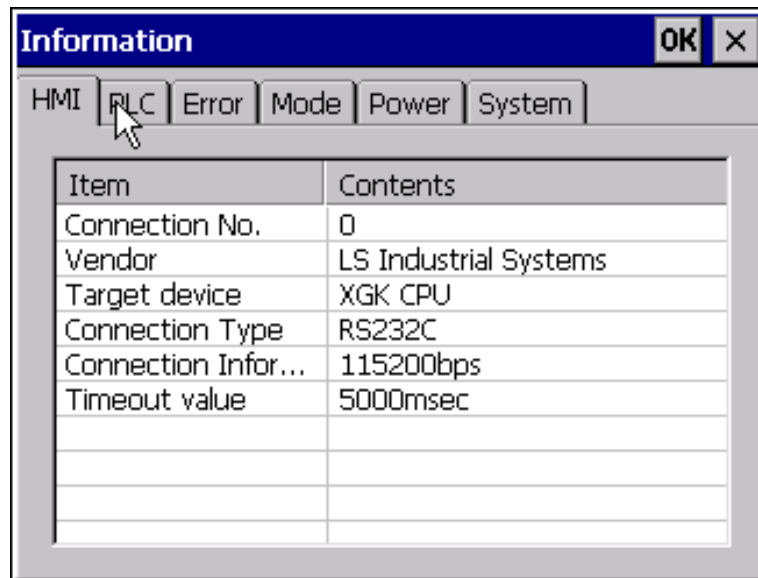 Information OK ×
HMI PLC Error Mode Power System
Item Contents
Connection No. 0
Vendor LS Industrial Systems
Target device XGK CPU
Connection Type RS232C
Connection Infor... 115200bps
Timeout value 5000msec